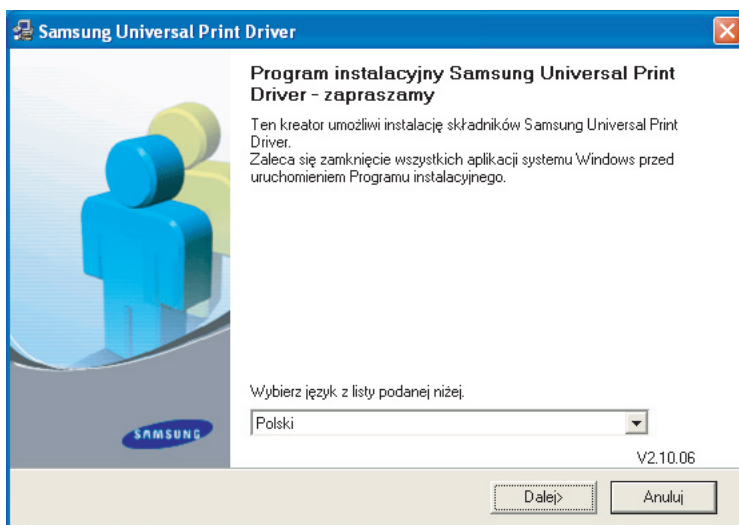 Samsung Universal Print Driver
Program instalacyjny Samsung Universal Print
Driver - zapraszamy
Ten kreator umożliwi instalację składników Samsung Universal Print
Driver.
Zaleca się zamknięcie wszystkich aplikacji systemu Windows przed
uruchomieniem Programu instalacyjnego.
Wybierz język z listy podanej niżej.
Polski
SAMSUNG
V2.10.06
Dalej>
Anuluj